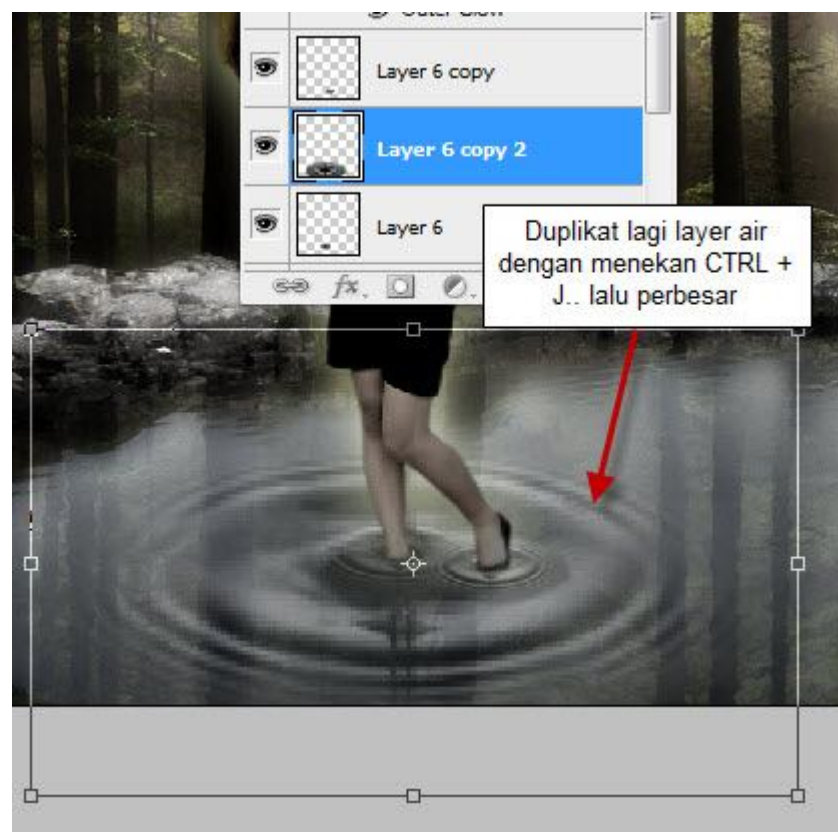 Outer Glow
Layer 6 copy
Layer 6 copy 2
Layer 6
Duplikat lagi layer air
dengan menekan CTRL +
J.. lalu perbesar
fx.